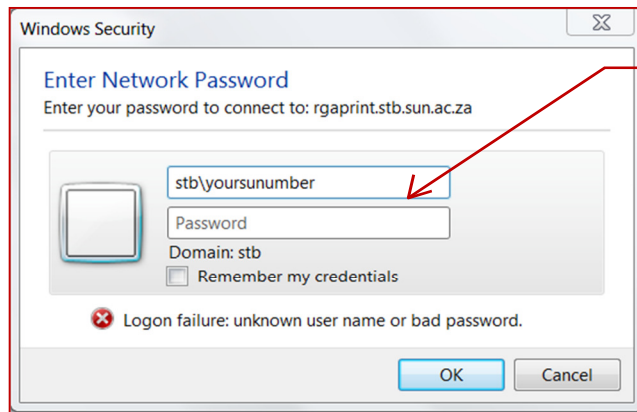 Windows Security
Enter Network Password
Enter your password to connect to: rgaprint.stb.sun.ac.za
stb\yoursunumber
Password
Domain: stb
Remember my credentials
Logon failure: unknown user name or bad password.
OK
Cancel